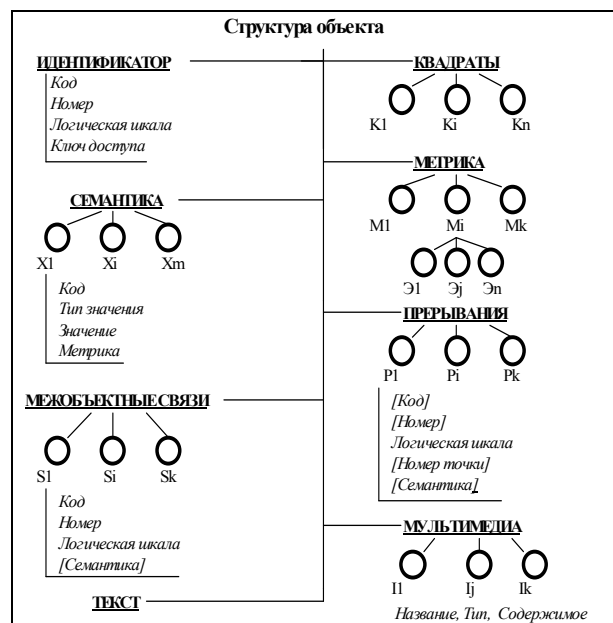 Структура объекта
ИДЕНТИФИКАТОР
Код
Номер
Логическая шкала
Ключ доступа
СЕМАНТИКА
X1 Xi Xm
Код
Тип значения
Значение
Метрика
МЕЖОБЪЕКТНЫЕ СВЯЗИ
S1 Si Sk
Код
Номер
Логическая шкала
[Семантика]
ТЕКСТ
КВАДРАТЫ
K1 Ki Kn
МЕТРИКА
M1 Mi Mk
Э1 Эj Эn
ПРЕРЫВАНИЯ
P1 Pi Pk
[Код]
[Номер]
Логическая шкала
[Номер точки]
[Семантика]
МУЛЬТИМЕДИА
I1 Ij Ik
Название, Тип, Содержимое